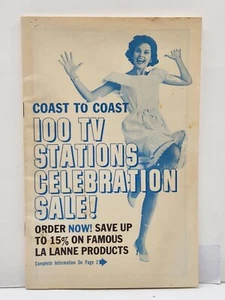 COAST TO COAST
100 TV
STATIONS
CELEBRATION
SALE!
ORDER NOW! SAVE UP
TO 15% ON FAMOUS
LA LANNE PRODUCTS
Complete Information On Page 2